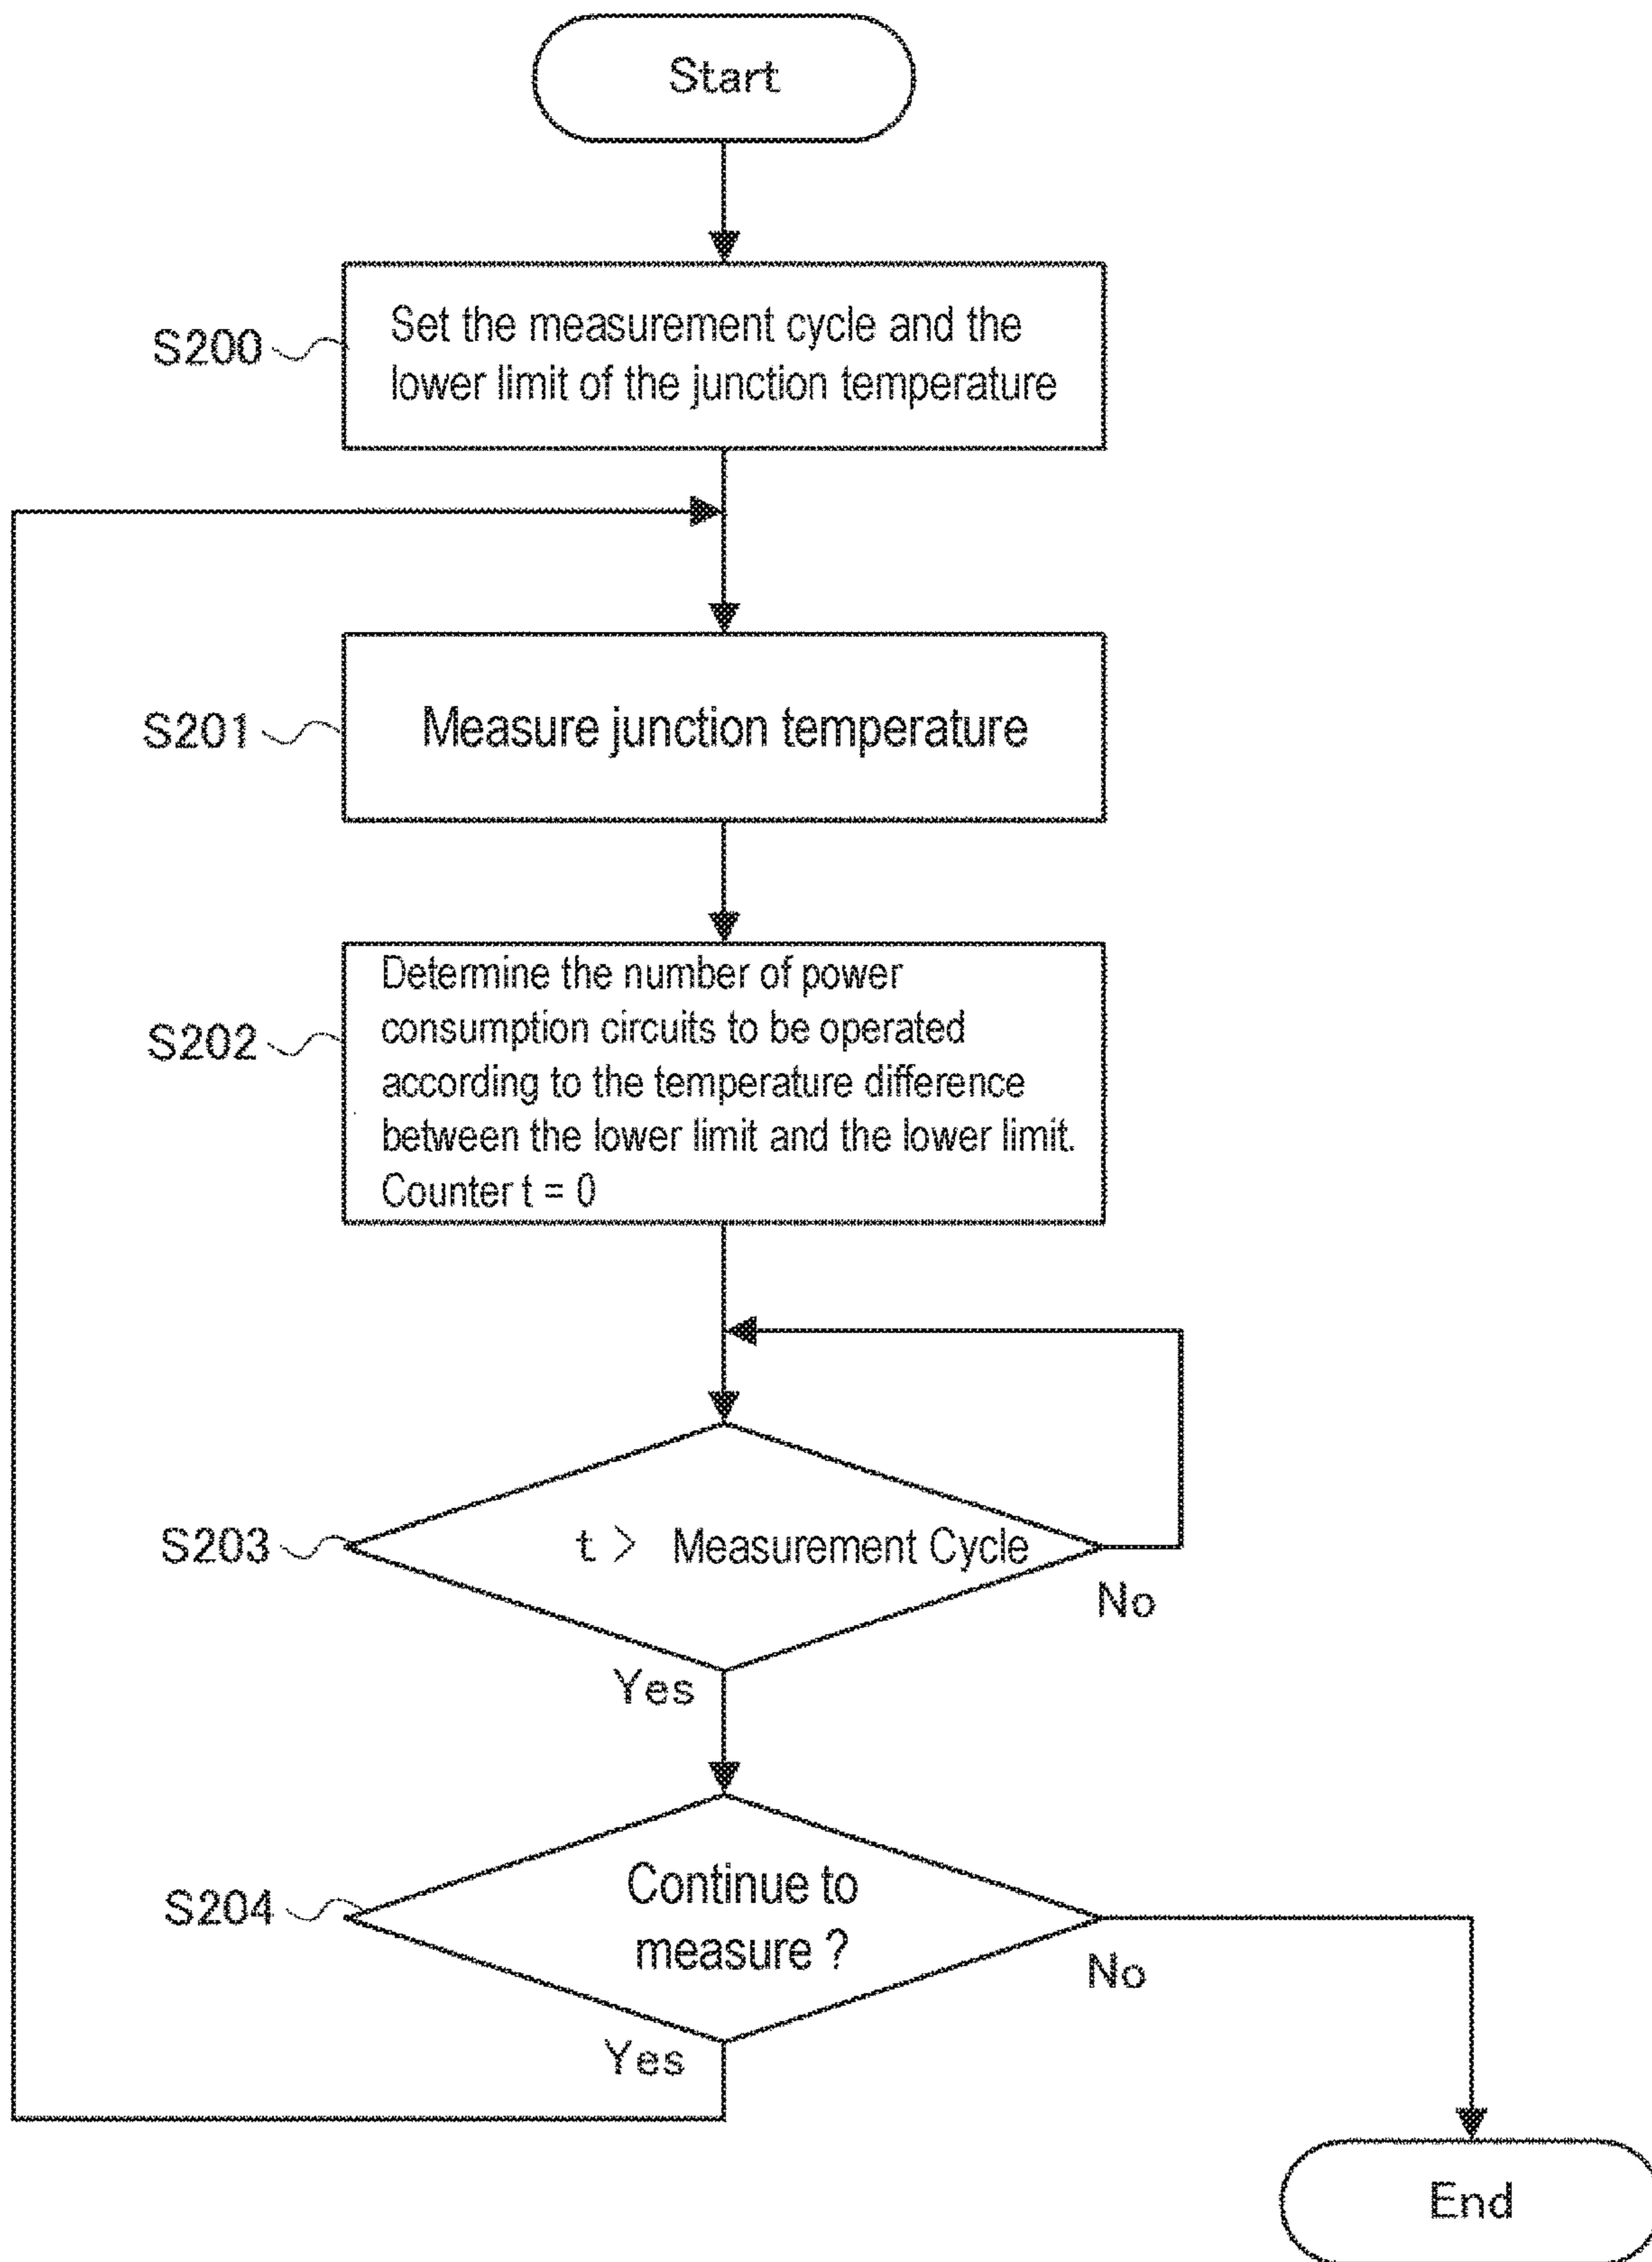 Start
S200
Set the measurement cycle and the
lower limit of the junction temperature
S201
Measure junction temperature
S202
Determine the number of power
consumption circuits to be operated
according to the temperature difference
between the lower limit and the lower limit.
Counter t = 0
S203
t > Measurement Cycle
No
Yes
S204
Continue to
measure ?
No
Yes
End